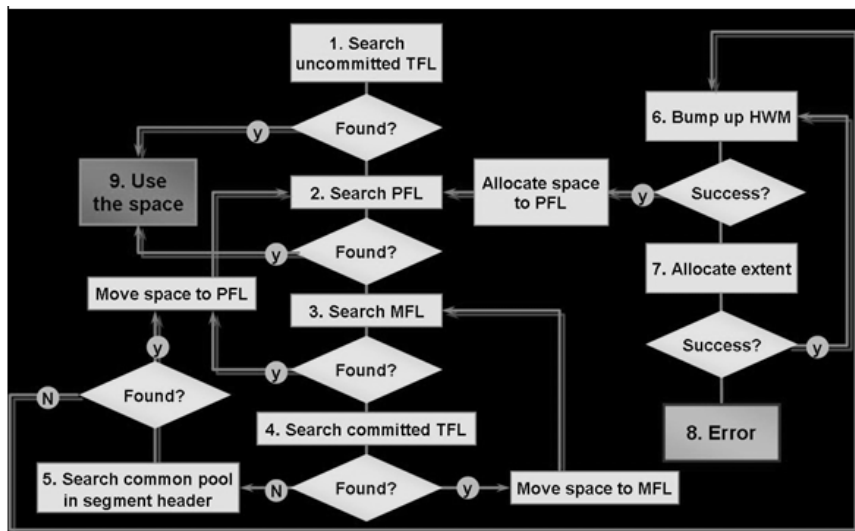 1. Search
uncommitted TFL
Found?
y
9. Use
the space
2. Search PFL
Found?
y
Move space to PFL
3. Search MFL
Found?
y
y
Found?
N
4. Search committed TFL
5. Search common pool
in segment header
N
Found?
y
Move space to MFL
6. Bump up HWM
Allocate space
to PFL
y
Success?
7. Allocate extent
Success?
y
8. Error